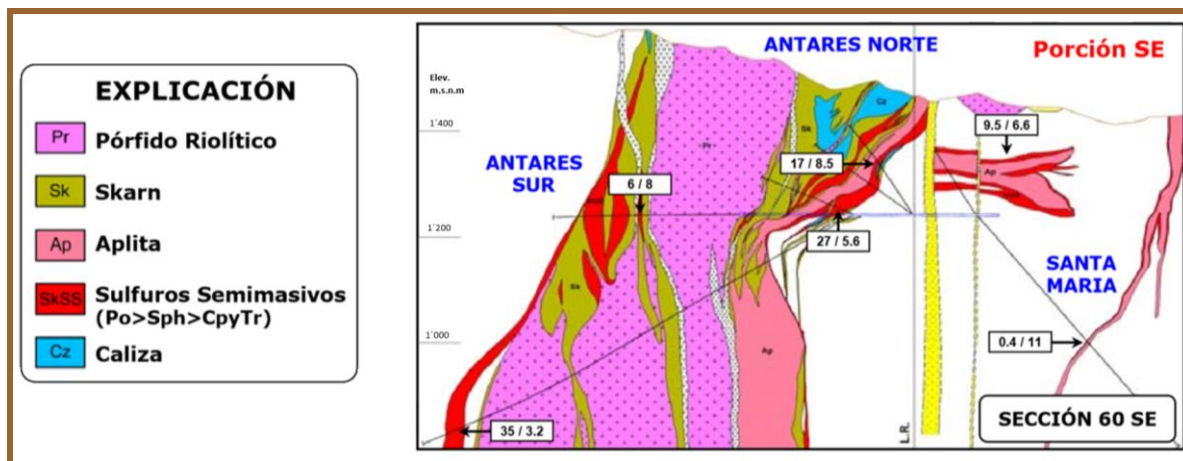 EXPLICACIÓN
Pr Pórfido Riolítico
Sk Skarn
Ap Aplita
SkSS Sulfuros Semimasivos
(Po>Sph>CpyTr)
Cz Caliza
ANTARES NORTE
Porción SE
Elev.
m.s.n.m
1´400
1´200
1´000
ANTARES
SUR
6 / 8
Pr
Sk
Cz
17 / 8.5
9.5 / 6.6
Ap
27 / 5.6
SANTA
MARIA
Sk
Ap
0.4 / 11
35 / 3.2
L.R.
SECCIÓN 60 SE